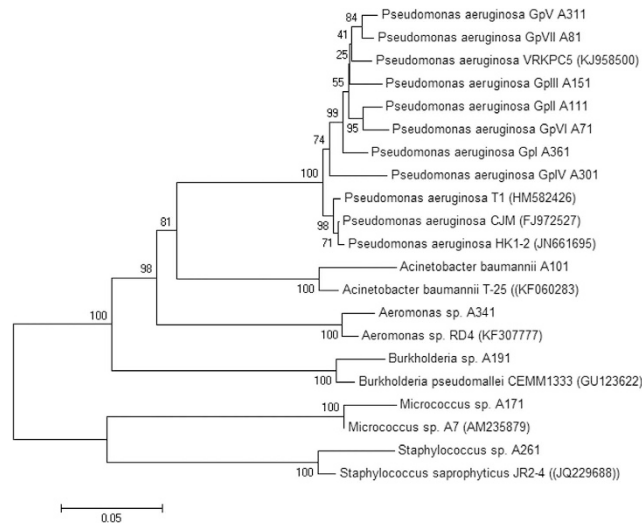 Pseudomonas aeruginosa GpV A311
84
Pseudomonas aeruginosa GpVII A81
41
Pseudomonas aeruginosa VRKPC5 (KJ958500)
25
Pseudomonas aeruginosa GpIII A151
55
Pseudomonas aeruginosa GpII A111
99
95
Pseudomonas aeruginosa GpVI A71
74
Pseudomonas aeruginosa GpI A361
100
Pseudomonas aeruginosa GpIV A301
Pseudomonas aeruginosa T1 (HM582426)
98
Pseudomonas aeruginosa CJM (FJ972527)
81
71
Pseudomonas aeruginosa HK1-2 (JN661695)
98
Acinetobacter baumannii A101
100
Acinetobacter baumannii T-25 ((KF060283)
Aeromonas sp. A341
100
100
Aeromonas sp. RD4 (KF307777)
Burkholderia sp. A191
100
Burkholderia pseudomallei CEMM1333 (GU123622)
100
Micrococcus sp. A171
Micrococcus sp. A7 (AM235879)
Staphylococcus sp. A261
100
Staphylococcus saprophyticus JR2-4 ((JQ229688))
0.05